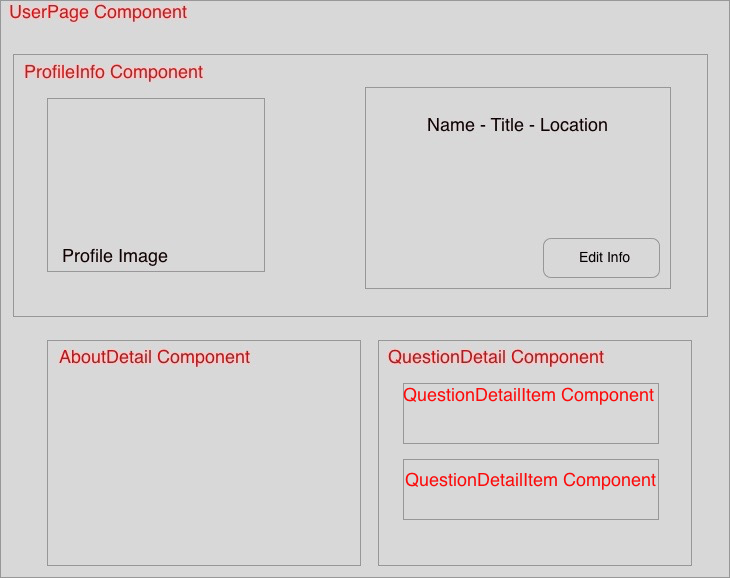 UserPage Component
ProfileInfo Component
Profile Image
Name - Title - Location
Edit Info
AboutDetail Component
QuestionDetail Component
QuestionDetailItem Component
QuestionDetailItem Component